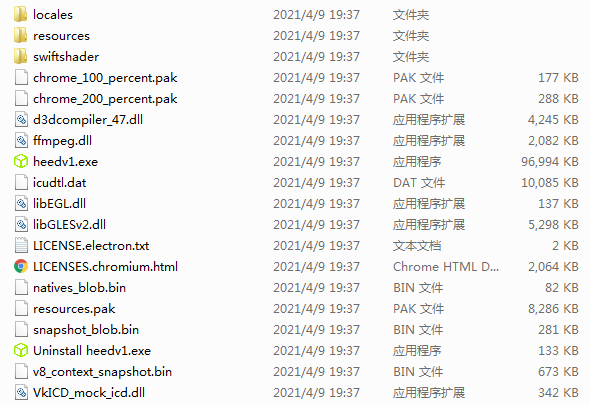 locales 2021/4/9 19:37 文件夹
resources 2021/4/9 19:37 文件夹
swiftshader 2021/4/9 19:37 文件夹
chrome_100_percent.pak 2021/4/9 19:37 PAK 文件 177 KB
chrome_200_percent.pak 2021/4/9 19:37 PAK 文件 288 KB
d3dcompiler_47.dll 2021/4/9 19:37 应用程序扩展 4,245 KB
ffmpeg.dll 2021/4/9 19:37 应用程序扩展 2,082 KB
heedv1.exe 2021/4/9 19:37 应用程序 96,994 KB
icudtl.dat 2021/4/9 19:37 DAT 文件 10,085 KB
libEGL.dll 2021/4/9 19:37 应用程序扩展 137 KB
libGLESv2.dll 2021/4/9 19:37 应用程序扩展 5,298 KB
LICENSE.electron.txt 2021/4/9 19:37 文本文档 2 KB
LICENSES.chromium.html 2021/4/9 19:37 Chrome HTML D... 2,064 KB
natives_blob.bin 2021/4/9 19:37 BIN 文件 82 KB
resources.pak 2021/4/9 19:37 PAK 文件 8,286 KB
snapshot_blob.bin 2021/4/9 19:37 BIN 文件 281 KB
Uninstall heedv1.exe 2021/4/9 19:37 应用程序 133 KB
v8_context_snapshot.bin 2021/4/9 19:37 BIN 文件 673 KB
VkICD_mock_icd.dll 2021/4/9 19:37 应用程序扩展 342 KB